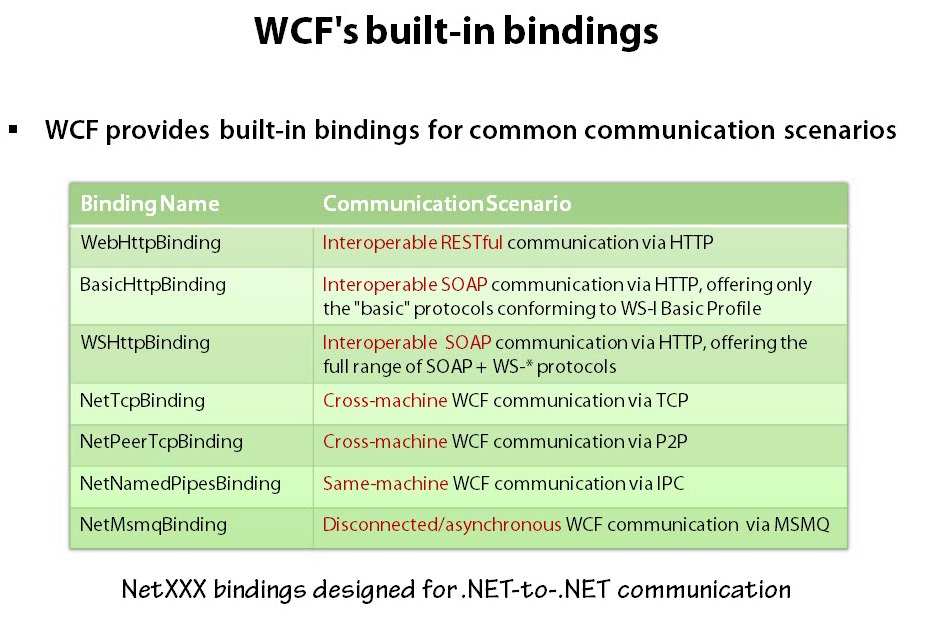 WCF's built-in bindings
▪ WCF provides built-in bindings for common communication scenarios
Binding Name Communication Scenario
WebHttpBinding Interoperable RESTful communication via HTTP
BasicHttpBinding Interoperable SOAP communication via HTTP, offering only
the "basic" protocols conforming to WS-I Basic Profile
WSHttpBinding Interoperable SOAP communication via HTTP, offering the
full range of SOAP + WS-* protocols
NetTcpBinding Cross-machine WCF communication via TCP
NetPeerTcpBinding Cross-machine WCF communication via P2P
NetNamedPipesBinding Same-machine WCF communication via IPC
NetMsmqBinding Disconnected/asynchronous WCF communication via MSMQ
NetXXX bindings designed for .NET-to-.NET communication